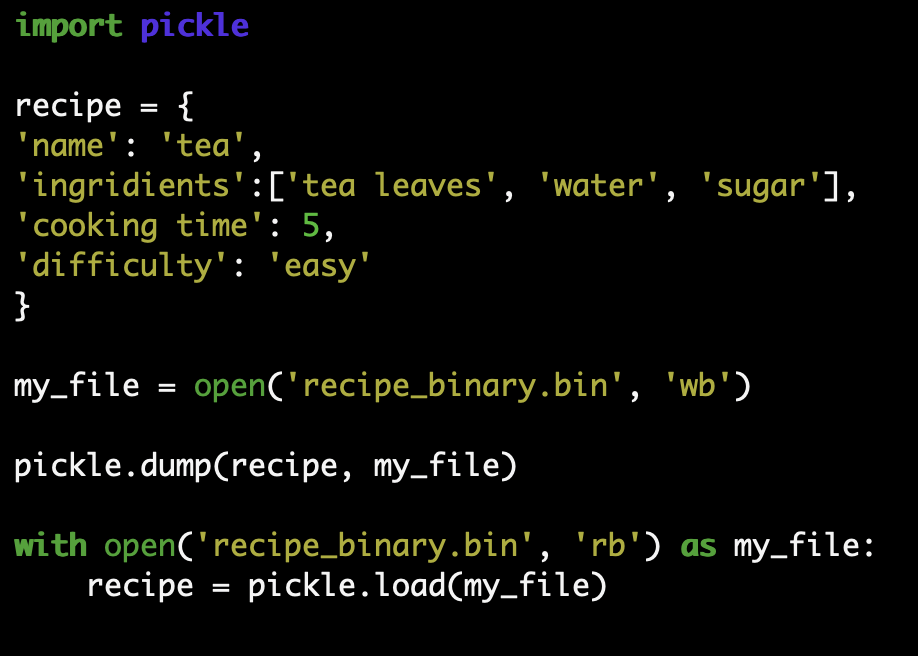 import pickle
recipe = {
'name': 'tea',
'ingridients':['tea leaves', 'water', 'sugar'],
'cooking time': 5,
'difficulty': 'easy'
}
my_file = open('recipe_binary.bin', 'wb')
pickle.dump(recipe, my_file)
with open('recipe_binary.bin', 'rb') as my_file:
    recipe = pickle.load(my_file)